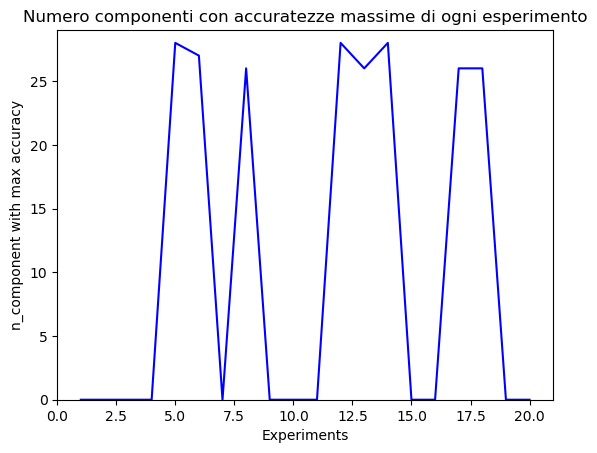 Numero componenti con accuratezze massime di ogni esperimento
n_component with max accuracy
25
20
15
10
5
0
0.0 2.5 5.0 7.5 10.0 12.5 15.0 17.5 20.0
Experiments